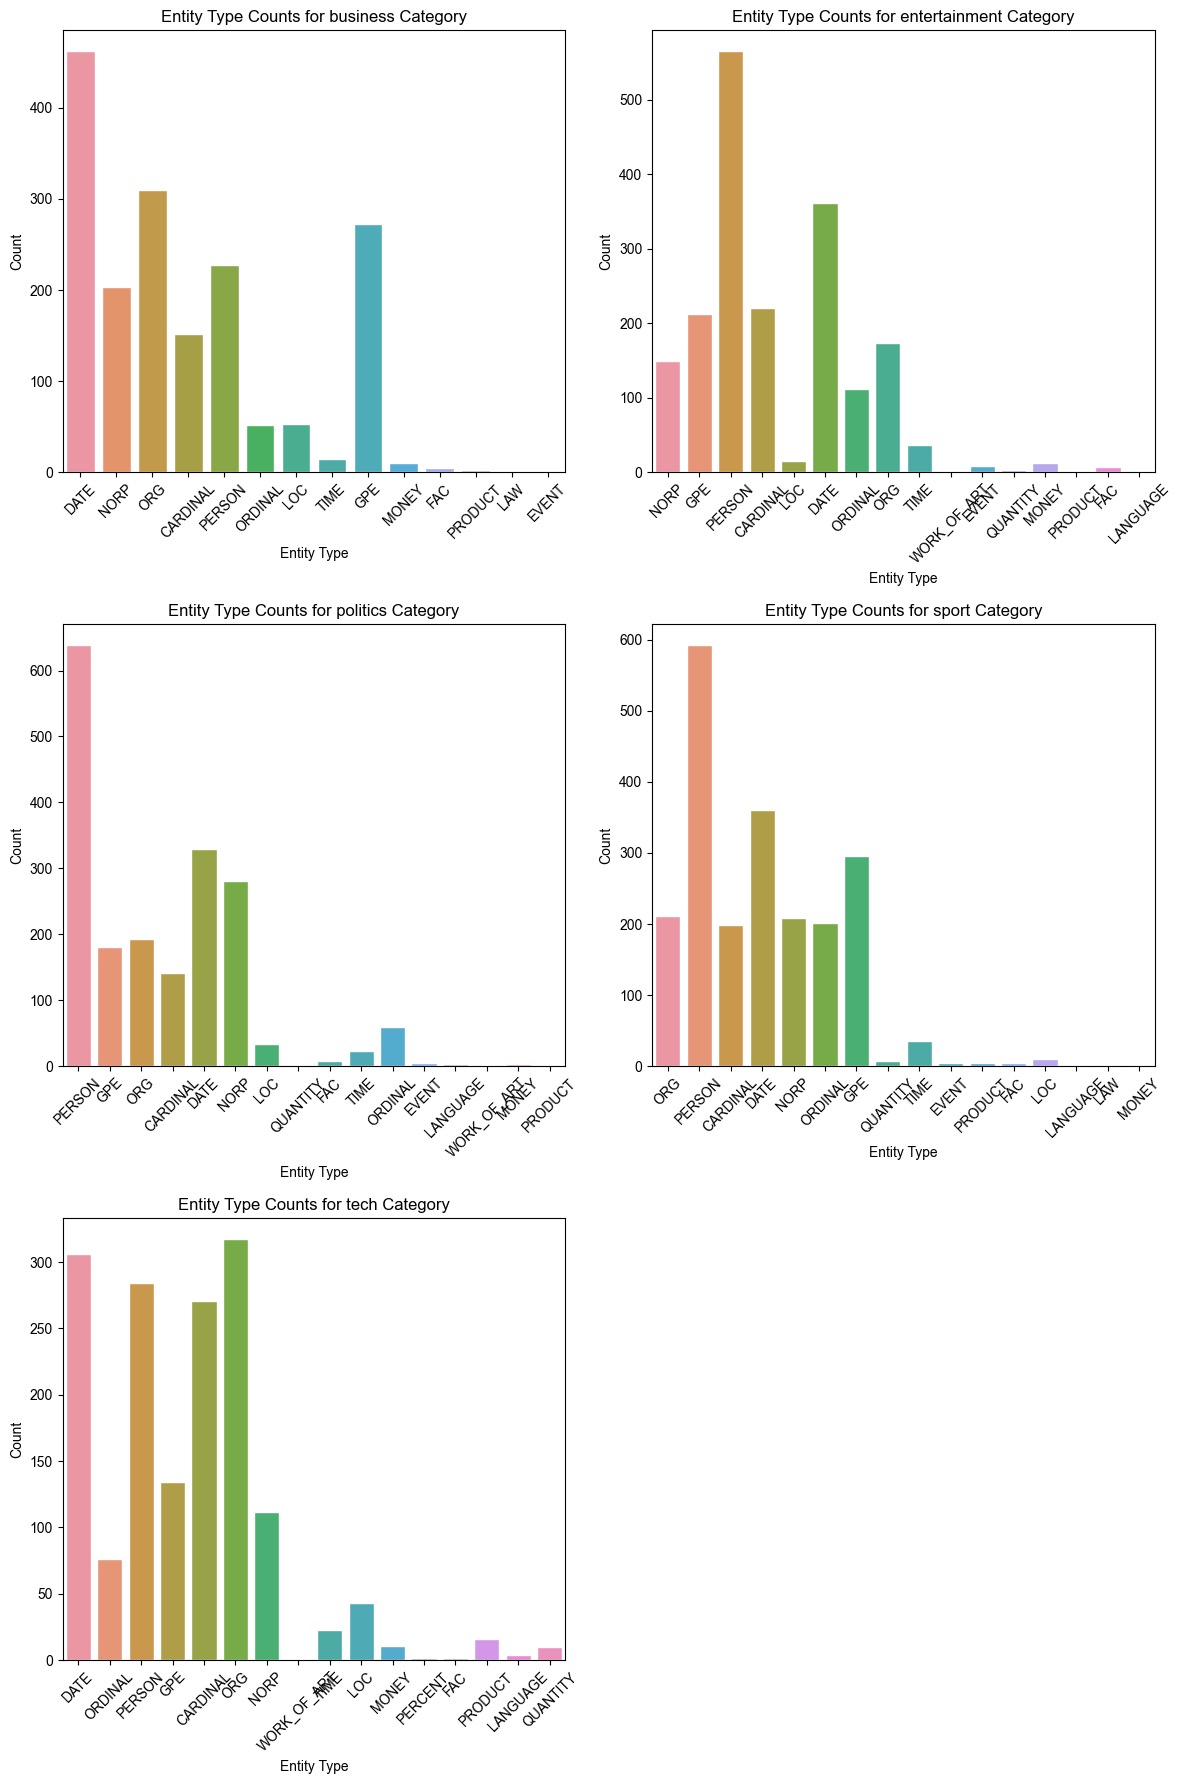 Entity Type Counts for business Category
Count
400
300
200
100
0
DATE
NORP
ORG
CARDINAL
PERSON
ORDINAL
LOC
TIME
GPE
MONEY
FAC
PRODUCT
LAW
EVENT
Entity Type
Entity Type Counts for entertainment Category
Count
500
400
300
200
100
0
NORP
GPE
PERSON
CARDINAL
LOC
DATE
ORDINAL
ORG
TIME
WORK_OF_ART
EVENT
QUANTITY
MONEY
PRODUCT
FAC
LANGUAGE
Entity Type
Entity Type Counts for politics Category
Count
600
500
400
300
200
100
0
PERSON
GPE
ORG
CARDINAL
DATE
NORP
LOC
QUANTITY
FAC
TIME
ORDINAL
EVENT
LANGUAGE
WORK_OF_ART
MONEY
PRODUCT
Entity Type
Entity Type Counts for sport Category
Count
600
500
400
300
200
100
0
ORG
PERSON
CARDINAL
DATE
NORP
ORDINAL
GPE
QUANTITY
TIME
EVENT
PRODUCT
FAC
LOC
LANGUAGE
LAW
MONEY
Entity Type
Entity Type Counts for tech Category
Count
300
250
200
150
100
50
0
DATE
ORDINAL
PERSON
GPE
CARDINAL
ORG
NORP
WORK_OF_ART
TIME
LOC
MONEY
PERCENT
FAC
PRODUCT
LANGUAGE
QUANTITY
Entity Type